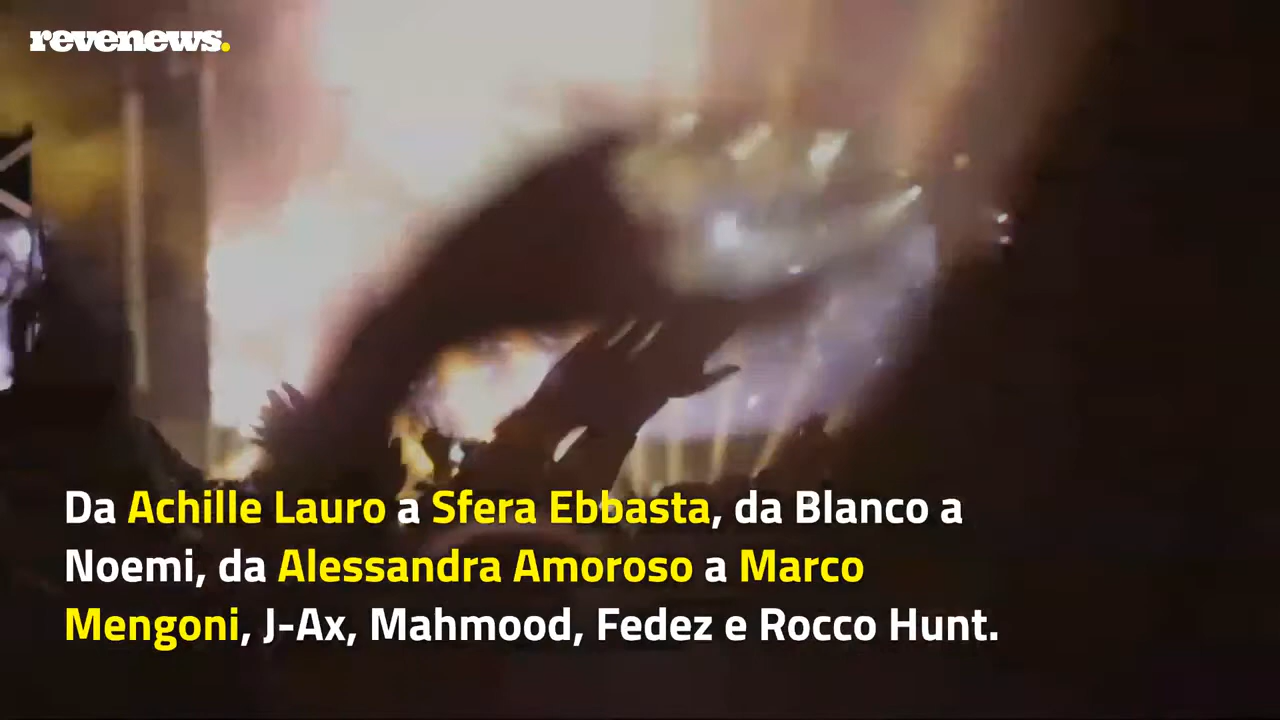 revenews.
Da Achille Lauro a Sfera Ebbasta, da Blanco a
Noemi, da Alessandra Amoroso a Marco
Mengoni, J-Ax, Mahmood, Fedez e Rocco Hunt.